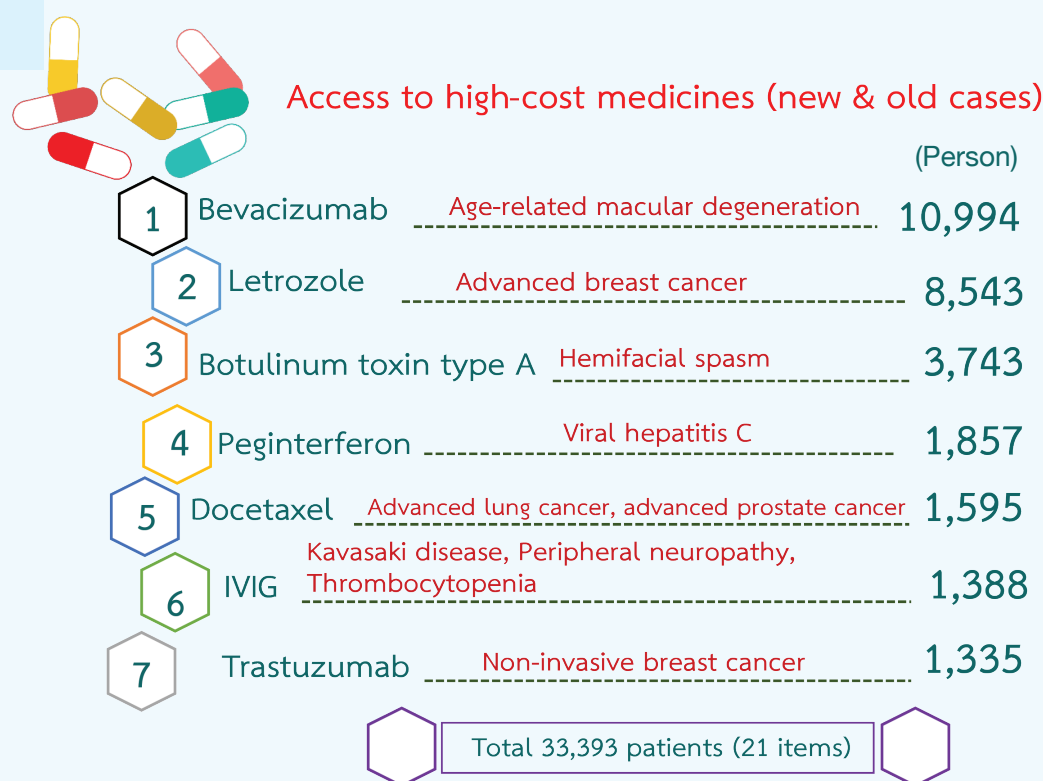 Access to high-cost medicines (new & old cases)
(Person)
1 Bevacizumab Age-related macular degeneration 10,994
2 Letrozole Advanced breast cancer 8,543
3 Botulinum toxin type A Hemifacial spasm 3,743
4 Peginterferon Viral hepatitis C 1,857
5 Docetaxel Advanced lung cancer, advanced prostate cancer 1,595
Kavasaki disease, Peripheral neuropathy,
6 IVIG Thrombocytopenia 1,388
7 Trastuzumab Non-invasive breast cancer 1,335
Total 33,393 patients (21 items)